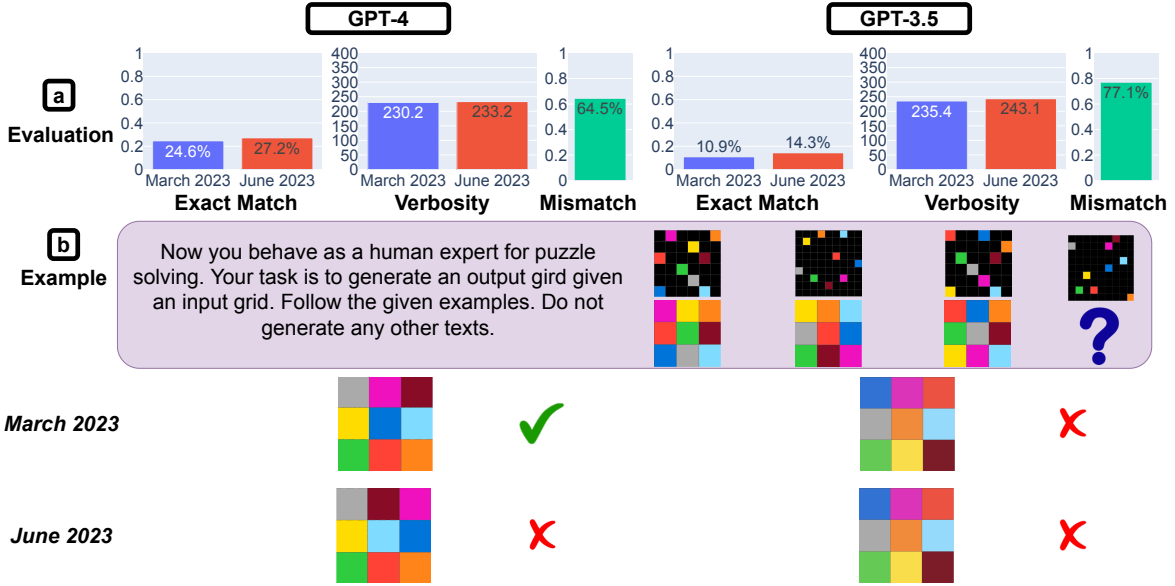 GPT-4
GPT-3.5
a
Evaluation
1
0.8
0.6
0.4
0.2
0
24.6%
27.2%
March 2023
June 2023
Exact Match
400
350
300
250
200
150
100
50
0
230.2
233.2
March 2023
June 2023
Verbosity
1
0.8
0.6
0.4
0.2
0
64.5%
Mismatch
1
0.8
0.6
0.4
0.2
0
10.9%
14.3%
March 2023
June 2023
Exact Match
400
350
300
250
200
150
100
50
0
235.4
243.1
March 2023
June 2023
Verbosity
1
0.8
0.6
0.4
0.2
0
77.1%
Mismatch
b
Example
Now you behave as a human expert for puzzle
solving. Your task is to generate an output gird given
an input grid. Follow the given examples. Do not
generate any other texts.
?
March 2023
June 2023